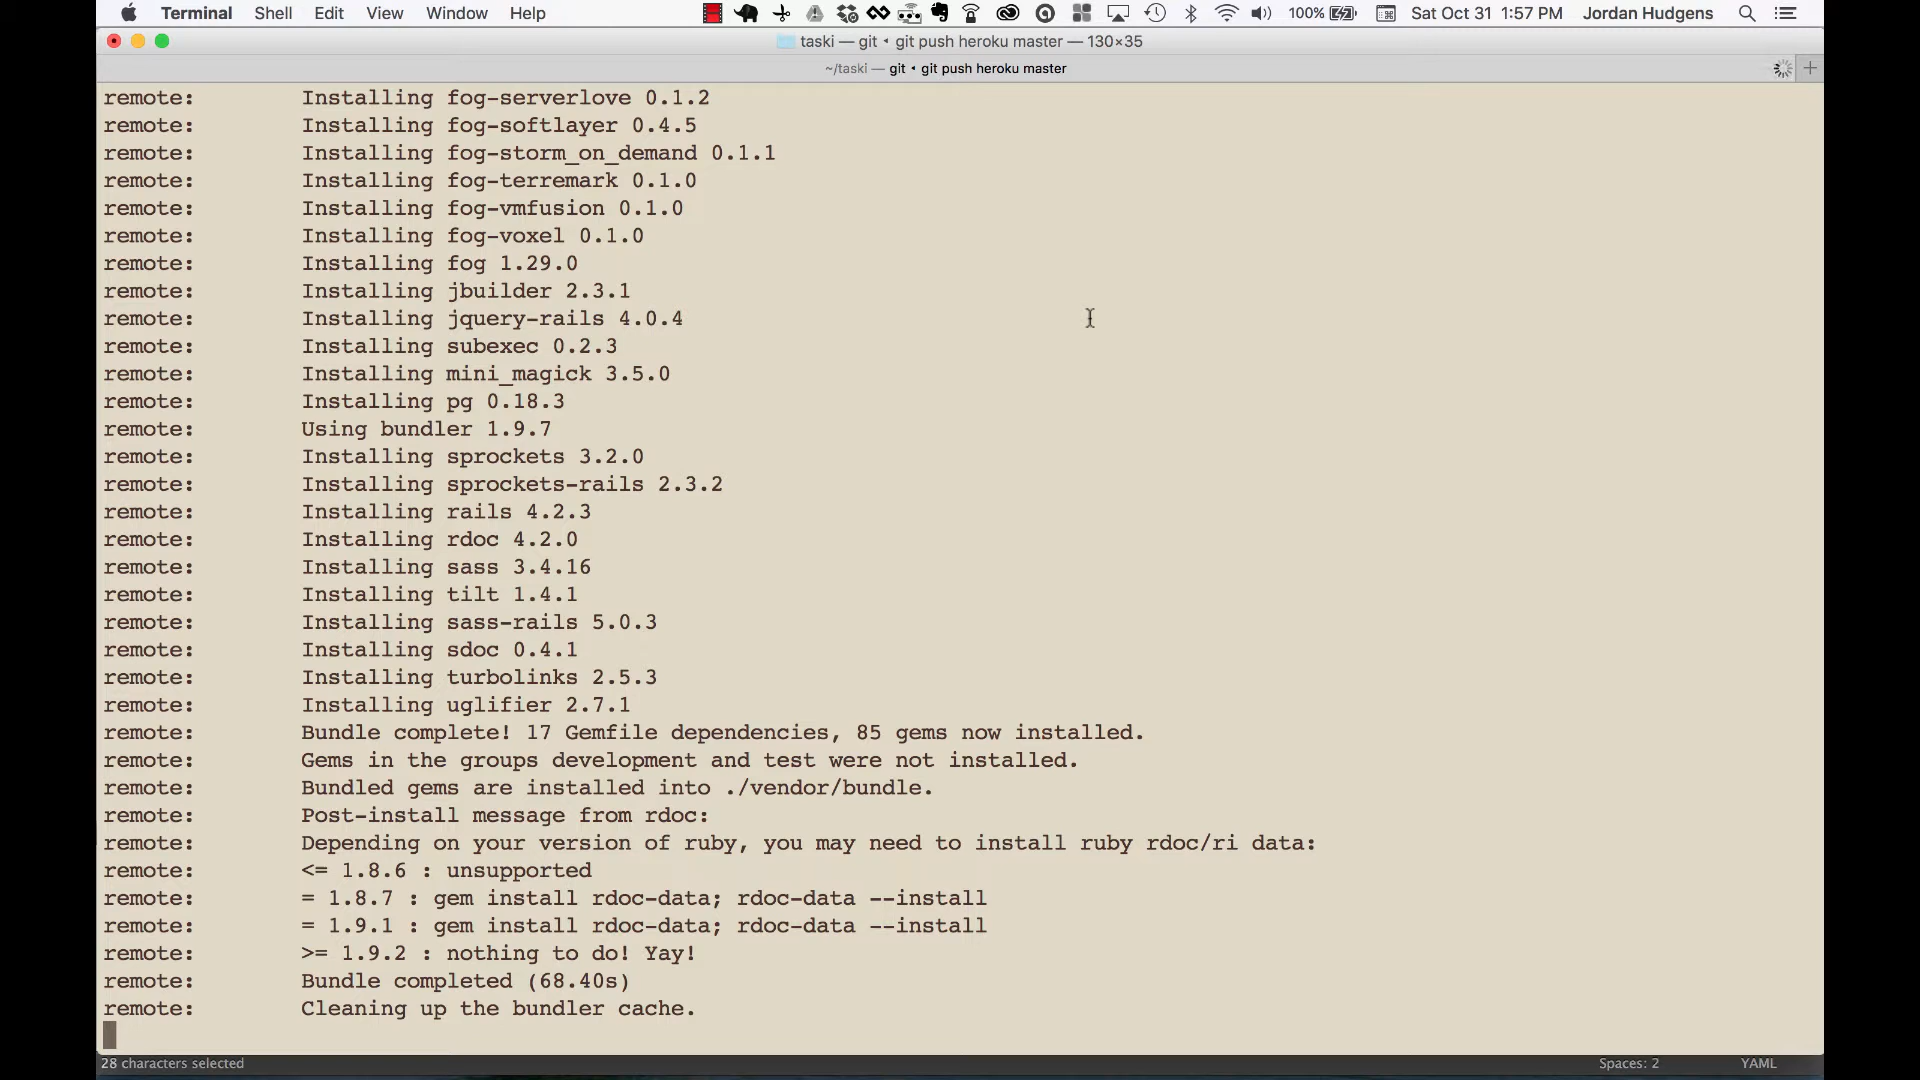 Terminal Shell Edit View Window Help 100% Sat Oct 31 1:57 PM Jordan Hudgens
taski — git • git push heroku master — 130×35
~/taski — git • git push heroku master
remote: Installing fog-serverlove 0.1.2
remote: Installing fog-softlayer 0.4.5
remote: Installing fog-storm_on_demand 0.1.1
remote: Installing fog-terremark 0.1.0
remote: Installing fog-vmfusion 0.1.0
remote: Installing fog-voxel 0.1.0
remote: Installing fog 1.29.0
remote: Installing jbuilder 2.3.1
remote: Installing jquery-rails 4.0.4
remote: Installing subexec 0.2.3
remote: Installing mini_magick 3.5.0
remote: Installing pg 0.18.3
remote: Using bundler 1.9.7
remote: Installing sprockets 3.2.0
remote: Installing sprockets-rails 2.3.2
remote: Installing rails 4.2.3
remote: Installing rdoc 4.2.0
remote: Installing sass 3.4.16
remote: Installing tilt 1.4.1
remote: Installing sass-rails 5.0.3
remote: Installing sdoc 0.4.1
remote: Installing turbolinks 2.5.3
remote: Installing uglifier 2.7.1
remote: Bundle complete! 17 Gemfile dependencies, 85 gems now installed.
remote: Gems in the groups development and test were not installed.
remote: Bundled gems are installed into ./vendor/bundle.
remote: Post-install message from rdoc:
remote: Depending on your version of ruby, you may need to install ruby rdoc/ri data:
remote: <= 1.8.6 : unsupported
remote: = 1.8.7 : gem install rdoc-data; rdoc-data --install
remote: = 1.9.1 : gem install rdoc-data; rdoc-data --install
remote: >= 1.9.2 : nothing to do! Yay!
remote: Bundle completed (68.40s)
remote: Cleaning up the bundler cache.
28 characters selected Spaces: 2 YAML